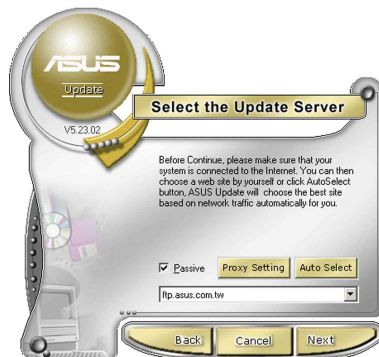 ASUS
Update
V5.23.02
Select the Update Server
Before Continue, please make sure that your
system is connected to the Internet. You can then
choose a web site by yourself or click AutoSelect
button, ASUS Update will choose the best site
based on network traffic automatically for you.
Passive
Proxy Setting
Auto Select
ftp.asus.com.tw
Back
Cancel
Next